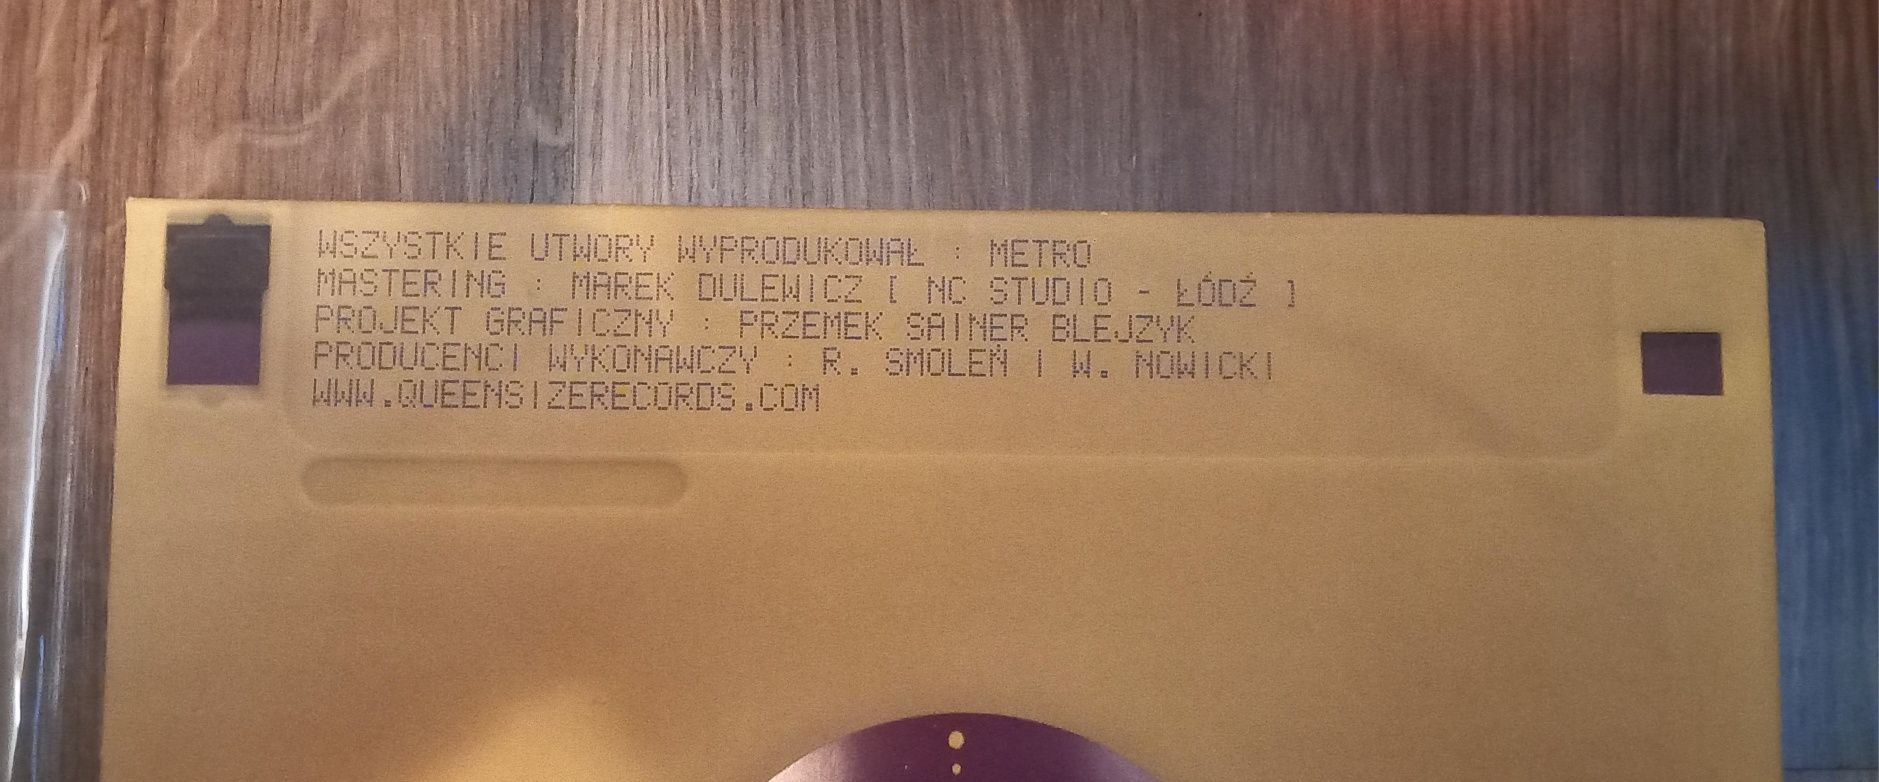 WSZYSTKIE UTWORY WYPRODUKOWAŁ : METRO
MASTERING : MAREK DULEWICZ [ NC STUDIO - ŁÓDŹ ]
PROJEKT GRAFICZNY : PRZEMEK SAINER BLEJZYK
PRODUCENCI WYKONAWCZY : R. SMOLEŃ I W. NOWICKI
WWW.QUEENSIZERECORDS.COM